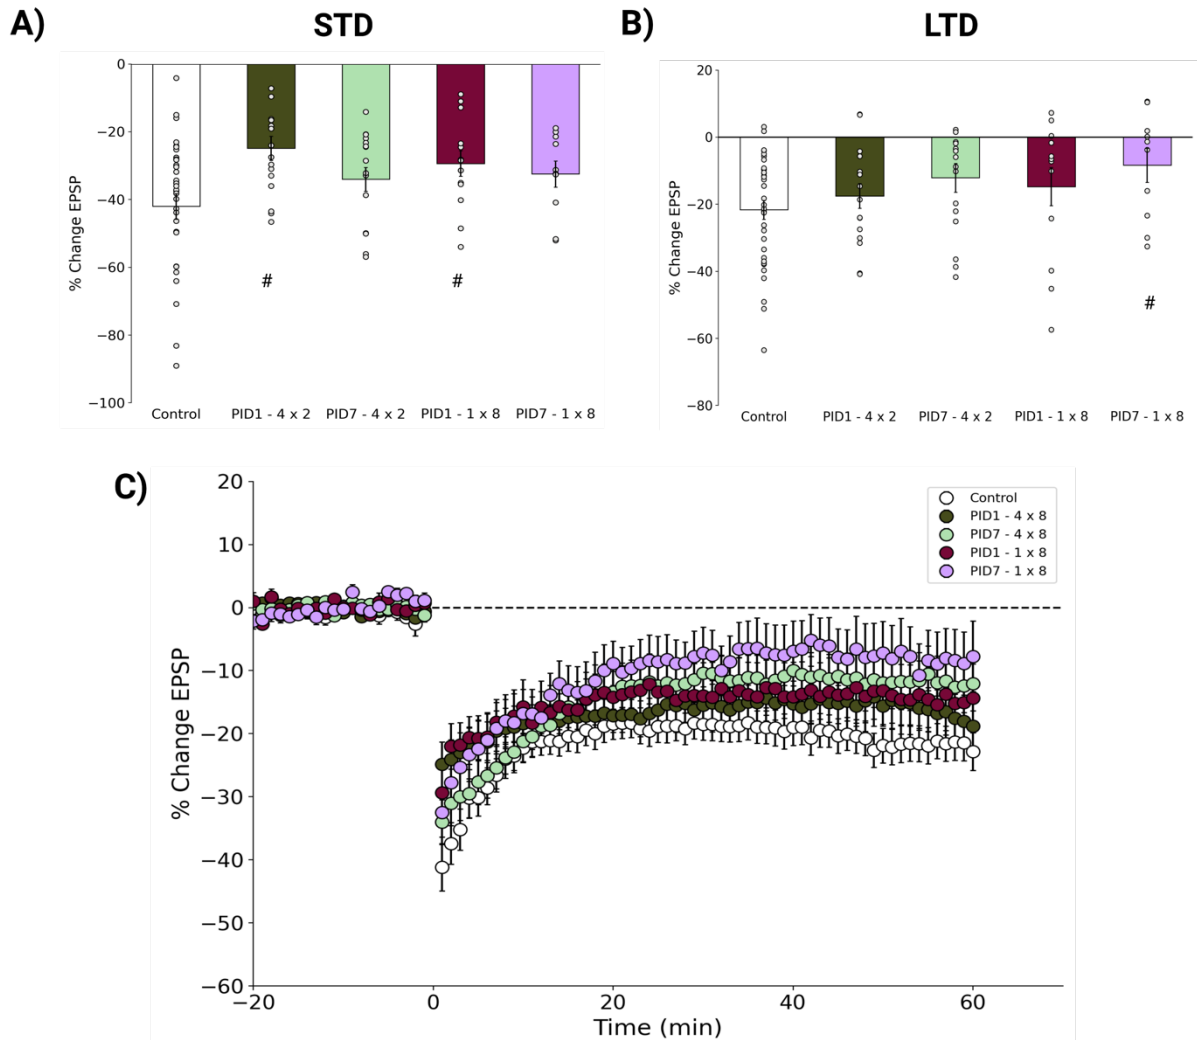 A) STD
0
−20
−40
−60
−80
−100
% Change EPSP
# #
Control PID1 - 4 x 2 PID7 - 4 x 2 PID1 - 1 x 8 PID7 - 1 x 8
B) LTD
20
0
−20
−40
−60
−80
% Change EPSP
#
Control PID1 - 4 x 2 PID7 - 4 x 2 PID1 - 1 x 8 PID7 - 1 x 8
C)
20
10
0
−10
−20
−30
−40
−50
−60
% Change EPSP
Control
PID1 - 4 x 8
PID7 - 4 x 8
PID1 - 1 x 8
PID7 - 1 x 8
−20 0 20 40 60
Time (min)